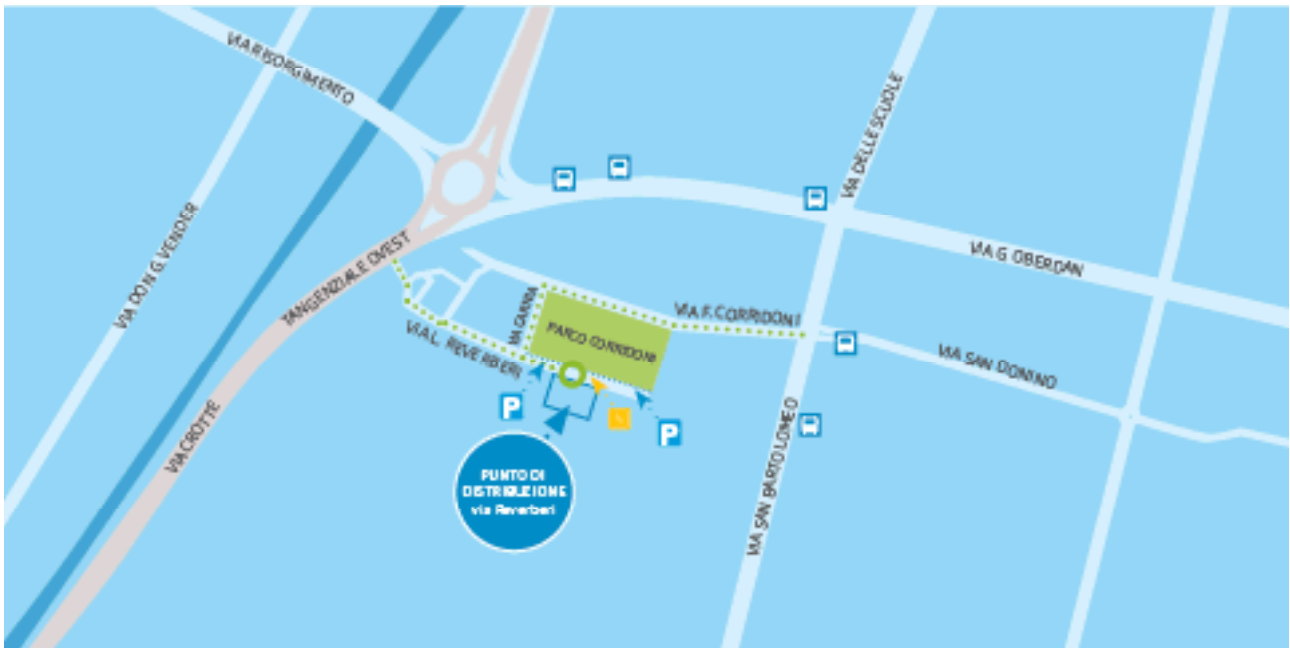 VIA RISORGIMENTO
VIA DELLE SCUOLE
VIA DON G. VENDER
TANGENZIALE OVEST
VIA G. OBERDAN
VIA F. CORRIDONI
PARCO CORRIDONI
VIA L. REVERBERI
VIA SAN DONINO
P
P
VIA CROTTE
VIA SAN BARTOLOMEO
PUNTO DI
DISTRIBUZIONE
via Reverberi